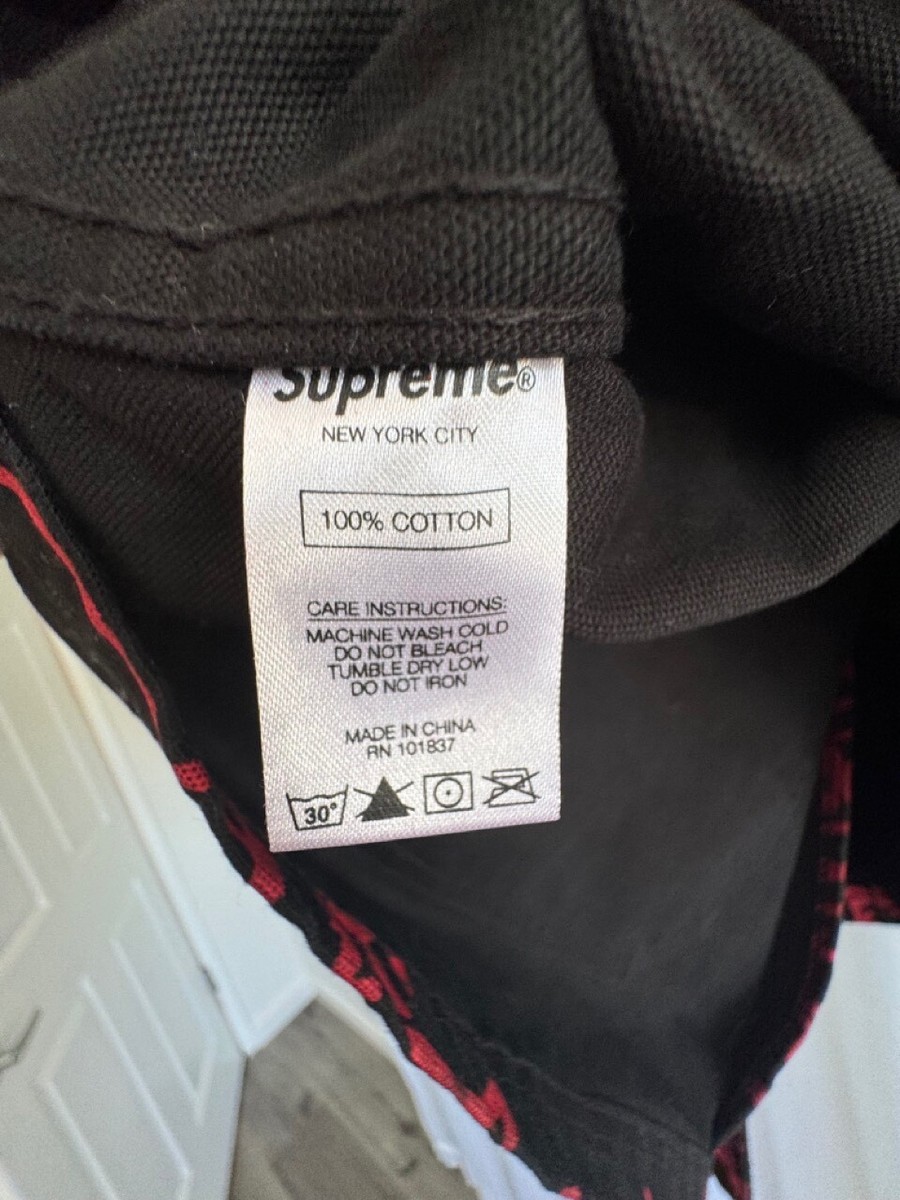 Supreme®
NEW YORK CITY
100% COTTON
CARE INSTRUCTIONS:
MACHINE WASH COLD
DO NOT BLEACH
TUMBLE DRY LOW
DO NOT IRON
MADE IN CHINA
RN 101837
30°